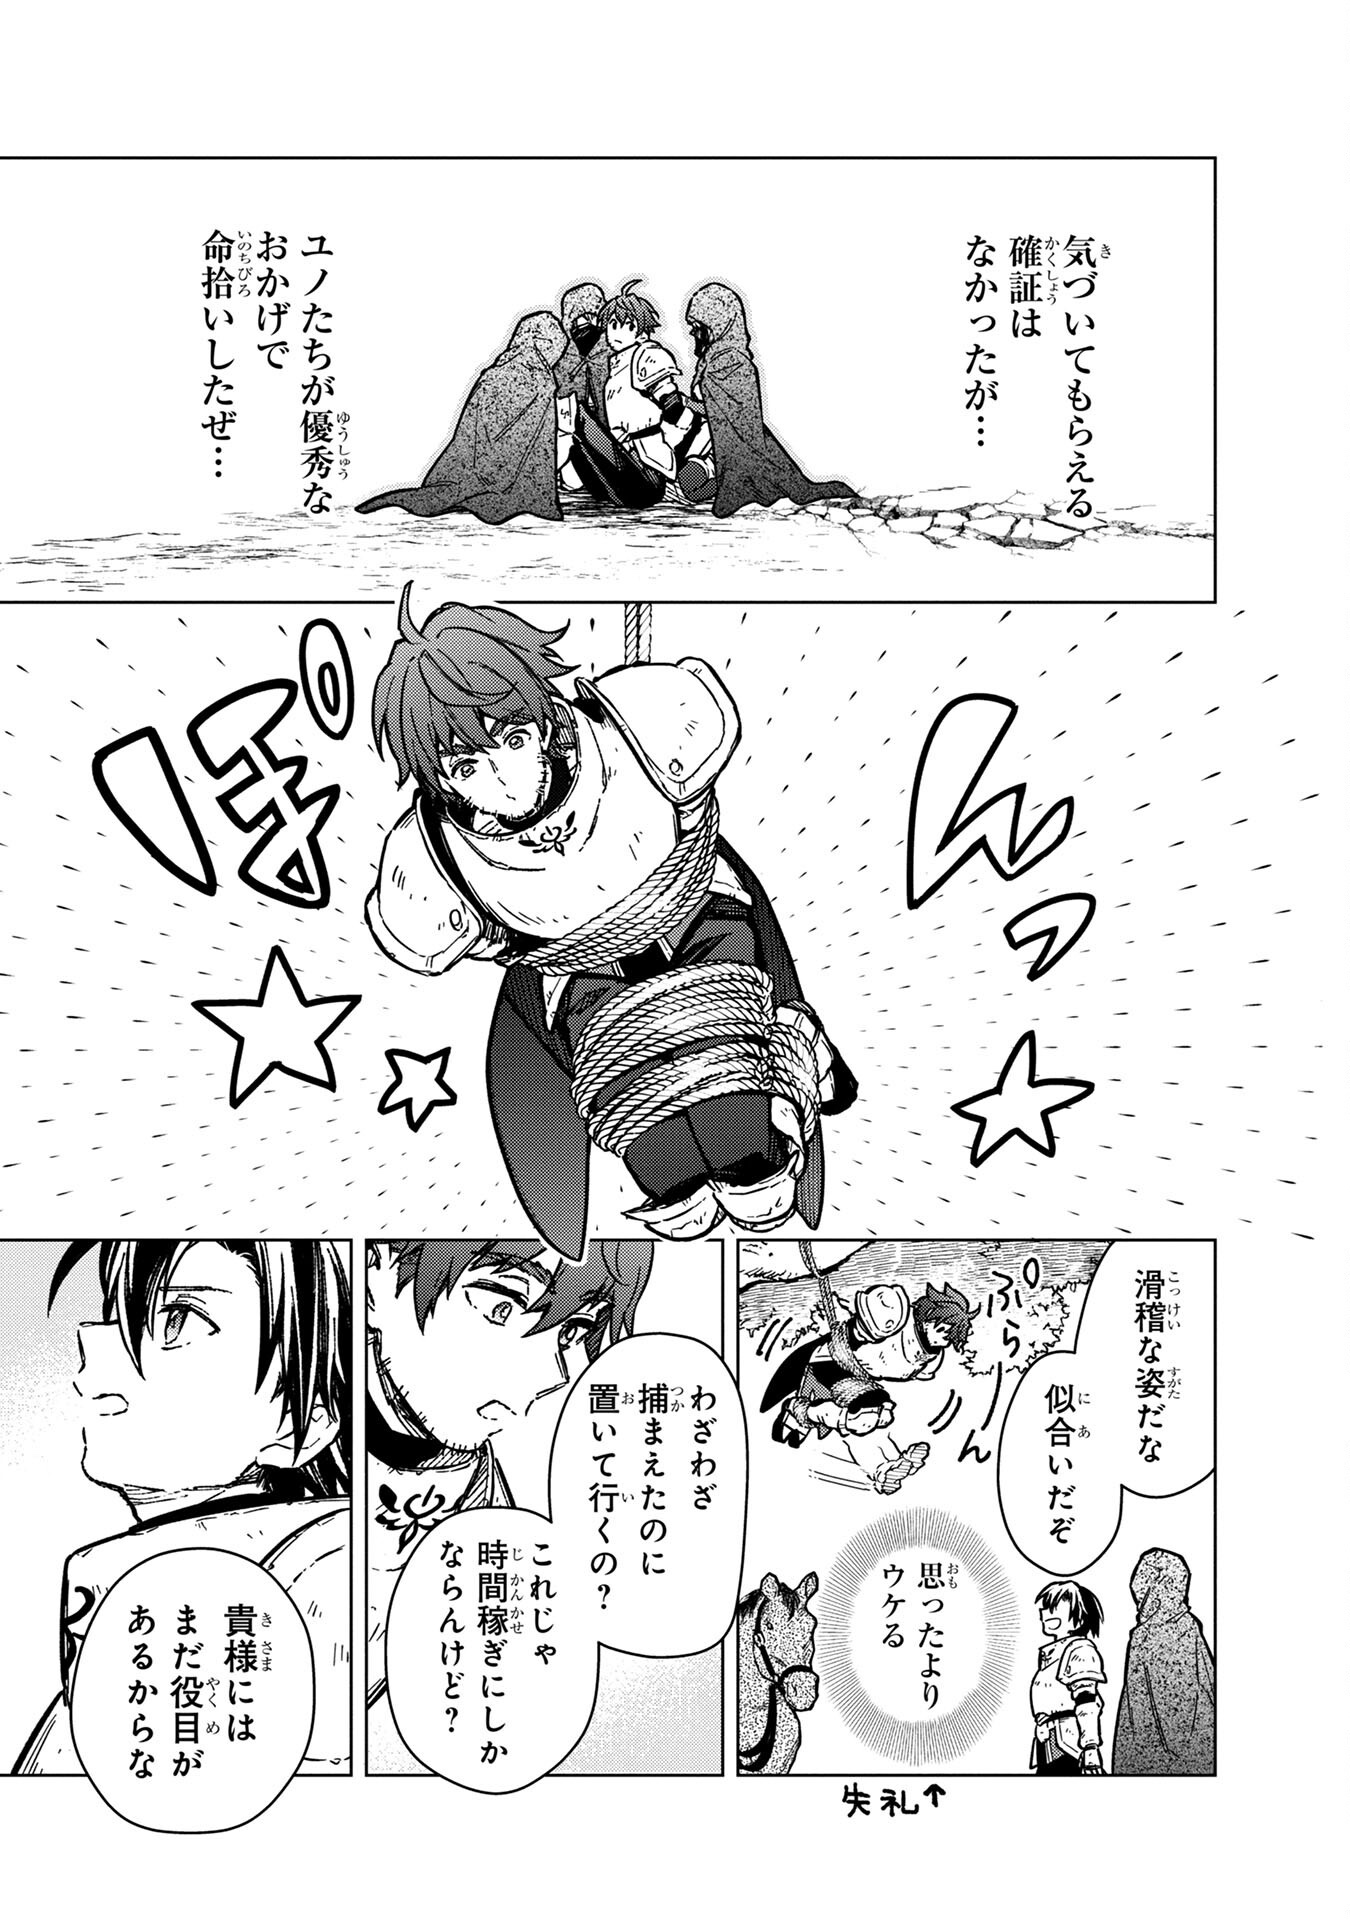 気づいてもらえる
確証は
なかったが…
ユノたちが優秀な
おかげで
命拾いしたぜ…
ぽ
んっ
滑稽な姿だな
似合いだぞ
ぷら〜ん
思ったより
ウケる
失礼↑
わざわざ
捕まえたのに
置いて行くの?
これじゃ
時間稼ぎにしか
ならんけど?
貴様には
まだ役目が
あるからな